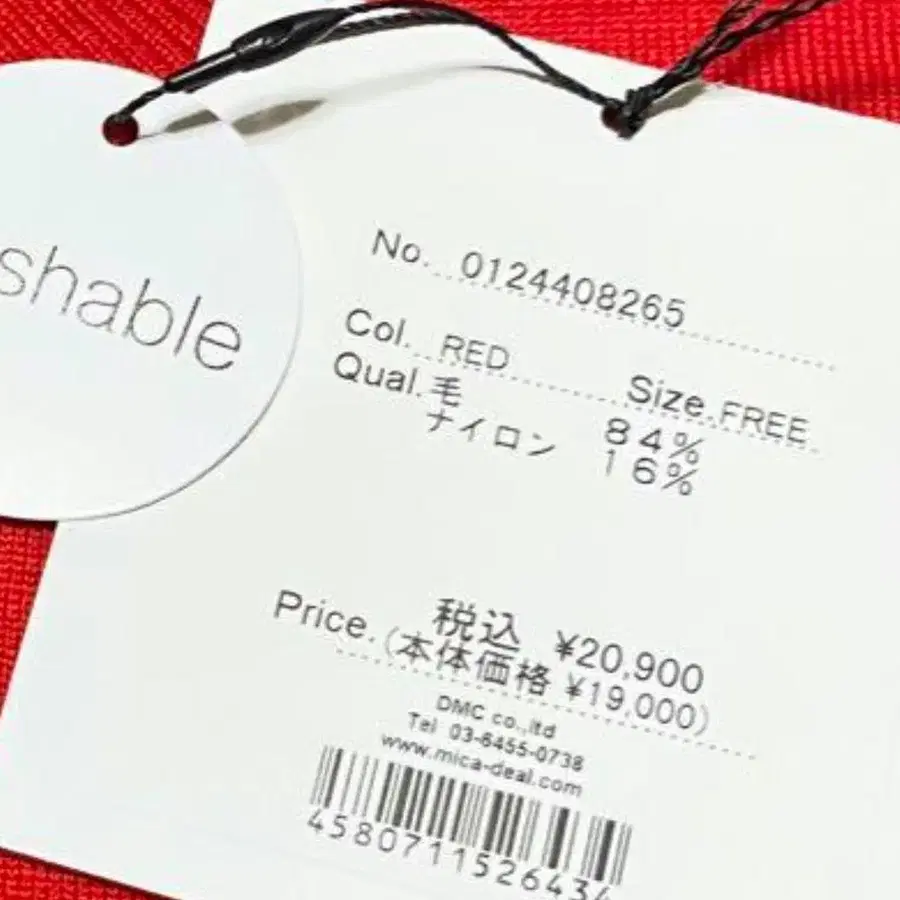 shable
No. 0124408265
Col. RED Size. FREE
Qual. 毛 84%
ナイロン 16%
Price. 税込 ¥20,900
(本体価格 ¥19,000)
DMC co.,ltd
Tel 03-6455-0738
www.mica-deal.com
4580711526434